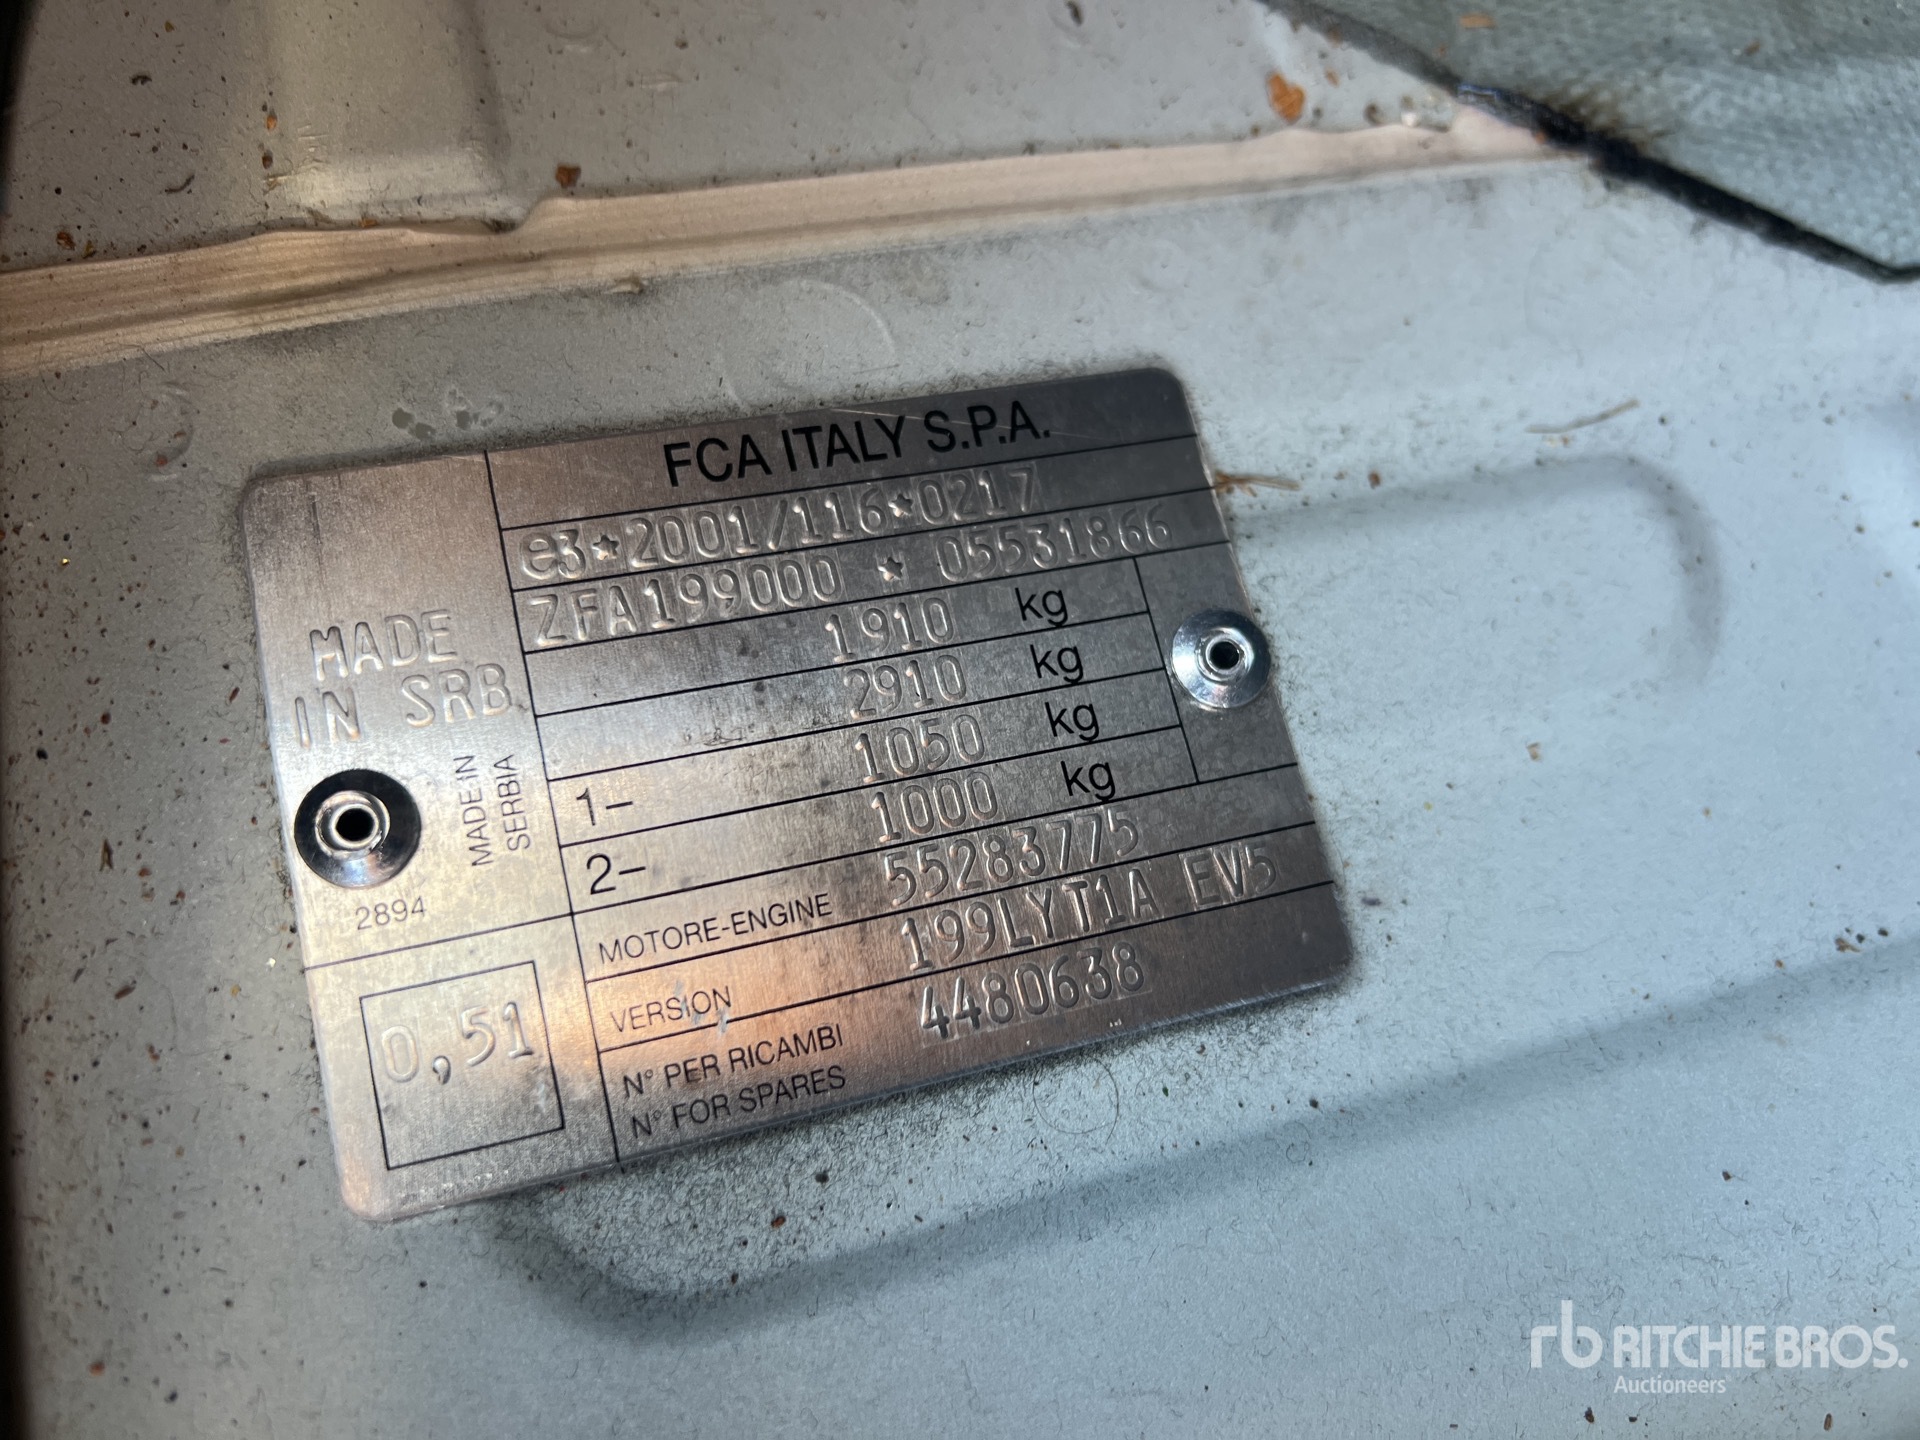 FCA ITALY S.P.A.
e3*2001/116*0217
ZFA199000 * 05531866
1910 kg
2910 kg
1- 1050 kg
2- 1000 kg
MOTORE-ENGINE 55283775
VERSION 199LYT1A EV5
N° PER RICAMBI 4480638
N° FOR SPARES
MADE
IN SRB
MADE IN
SERBIA
2894
0,51
rb RITCHIE BROS.
Auctioneers